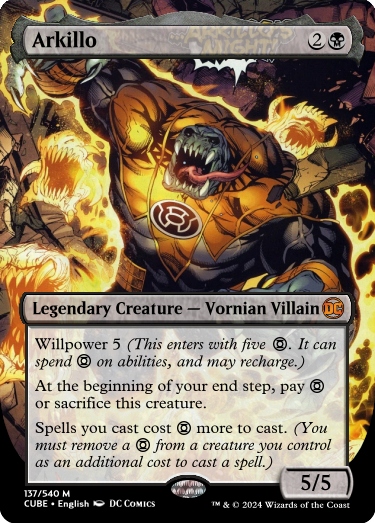 Arkillo 2
Legendary Creature — Vornian Villain DC
Willpower 5 (This enters with five . It can
spend on abilities, and may recharge.)
At the beginning of your end step, pay
or sacrifice this creature.
Spells you cast cost more to cast. (You
must remove a from a creature you control
as an additional cost to cast a spell.)
5/5
137/540 M
CUBE • English DC COMICS
™ & © 2024 Wizards of the Coast